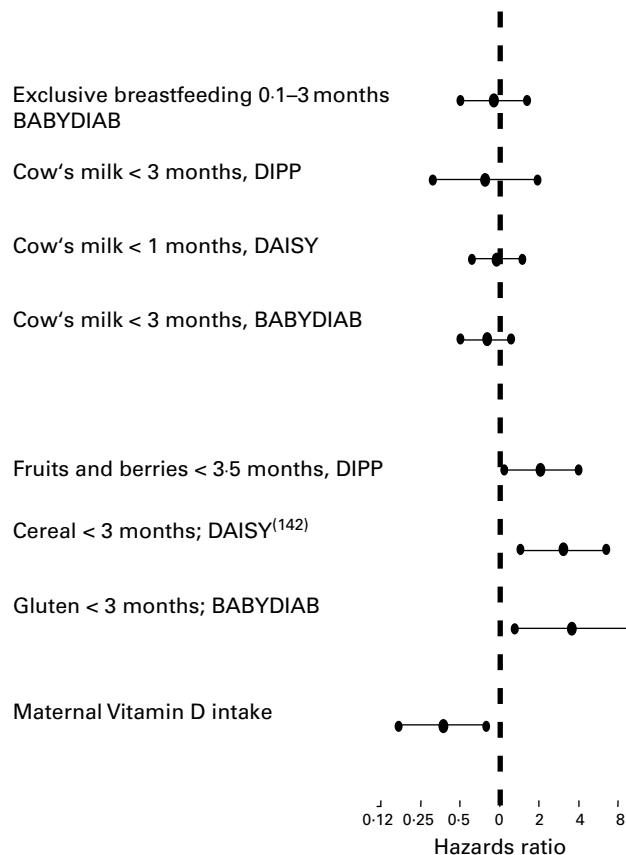 Exclusive breastfeeding 0·1–3 months
BABYDIAB
Cow‘s milk < 3 months, DIPP
Cow‘s milk < 1 months, DAISY
Cow‘s milk < 3 months, BABYDIAB
Fruits and berries < 3·5 months, DIPP
Cereal < 3 months; DAISY(142)
Gluten < 3 months; BABYDIAB
Maternal Vitamin D intake
0·12 0·25 0·5 0 2 4 8
Hazards ratio